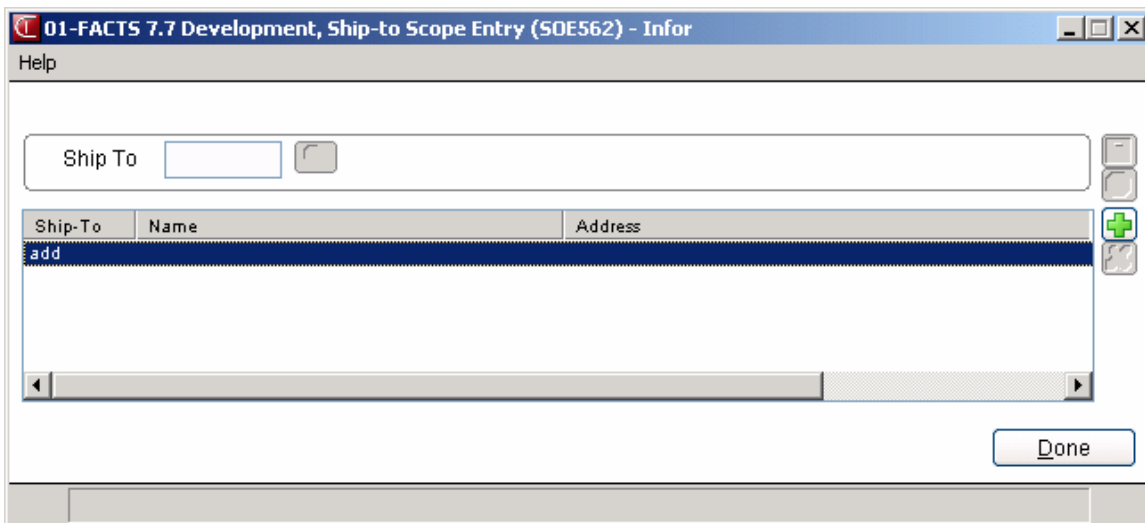 01-FACTS 7.7 Development, Ship-to Scope Entry (SOE562) - Infor
Help
Ship To
Ship-To Name Address
add
Done